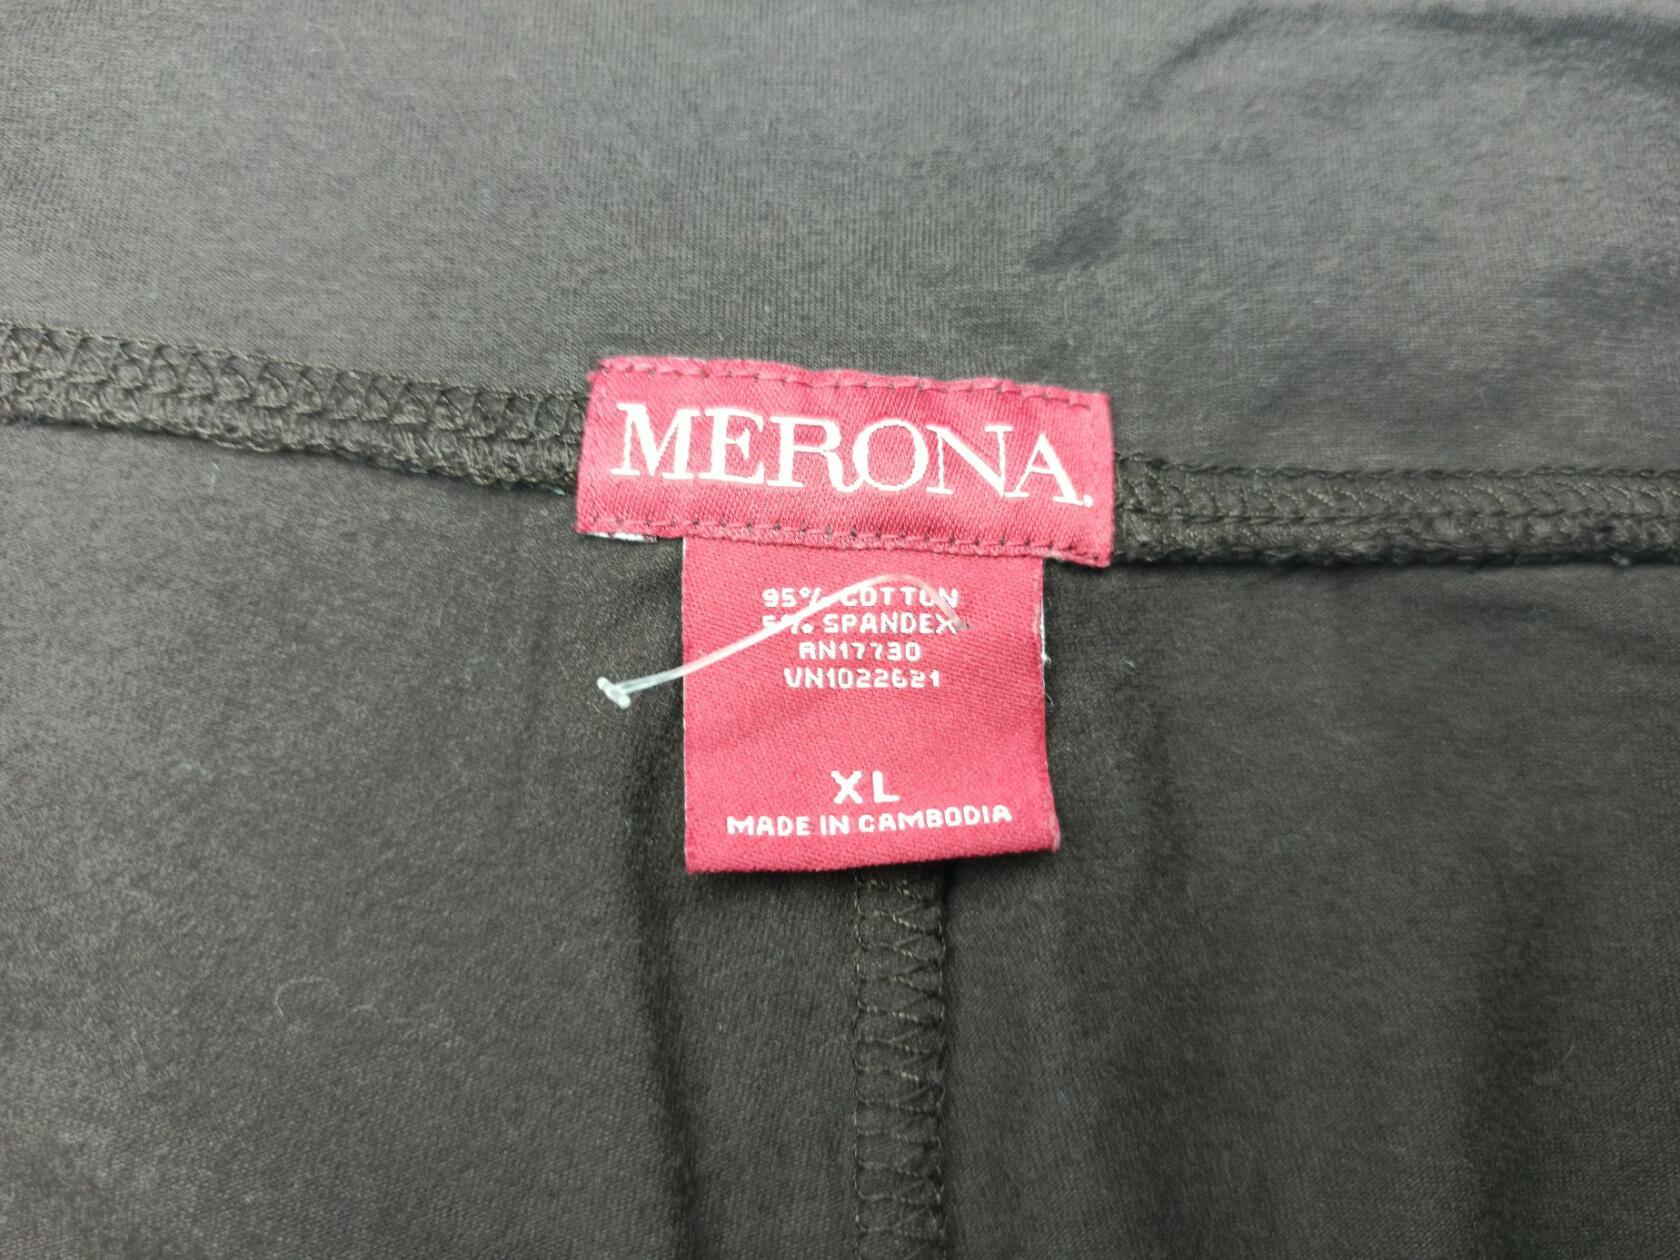 MERONA.
95% COTTON
5% SPANDEX
RN17730
VN1022621
XL
MADE IN CAMBODIA